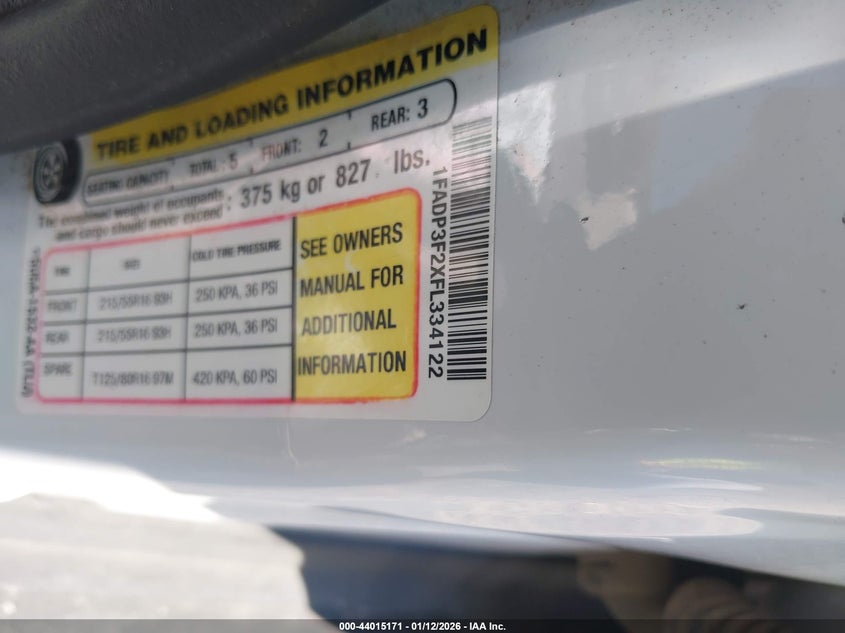 TIRE AND LOADING INFORMATION
SEATING CAPACITY TOTAL: 5 FRONT: 2 REAR: 3
The combined weight of occupants and cargo should never exceed: 375 kg or 827 lbs.
TIRE SIZE COLD TIRE PRESSURE
FRONT 215/55R16 93H 250 KPA, 36 PSI
REAR 215/55R16 93H 250 KPA, 36 PSI
SPARE T125/80R16 97M 420 KPA, 60 PSI
SEE OWNERS
MANUAL FOR
ADDITIONAL
INFORMATION
1FADP3F2XFL334122
000-44015171 - 01/12/2026 - IAA Inc.